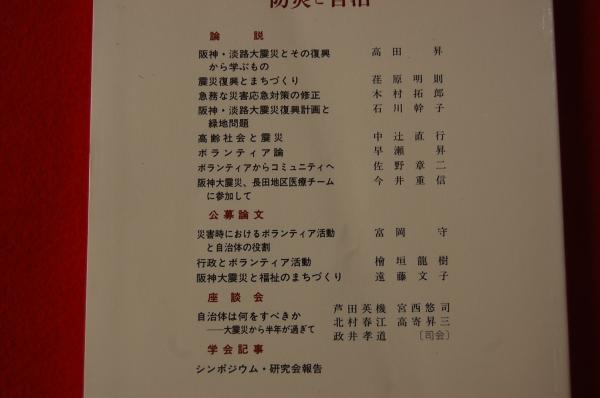 防災と自治
論説
阪神・淡路大震災とその復興 高田昇
から学ぶもの
震災復興とまちづくり 荏原明則
急務な災害応急対策の修正 木村拓郎
阪神・淡路大震災復興計画と 石川幹子
緑地問題
高齢社会と震災 中辻直行
ボランティア論 早瀬昇
ボランティアからコミュニティへ 佐野章二
阪神大震災、長田地区医療チーム 今井重信
に参加して
公募論文
災害時におけるボランティア活動 富岡守
と自治体の役割
行政とボランティア活動 檜垣龍樹
阪神大震災と福祉のまちづくり 遠藤文子
座談会
自治体は何をすべきか 芦田英機 宮西悠司
――大震災から半年が過ぎて 北村春江 高寄昇三
政井孝道 〔司会〕
学会記事
シンポジウム・研究会報告